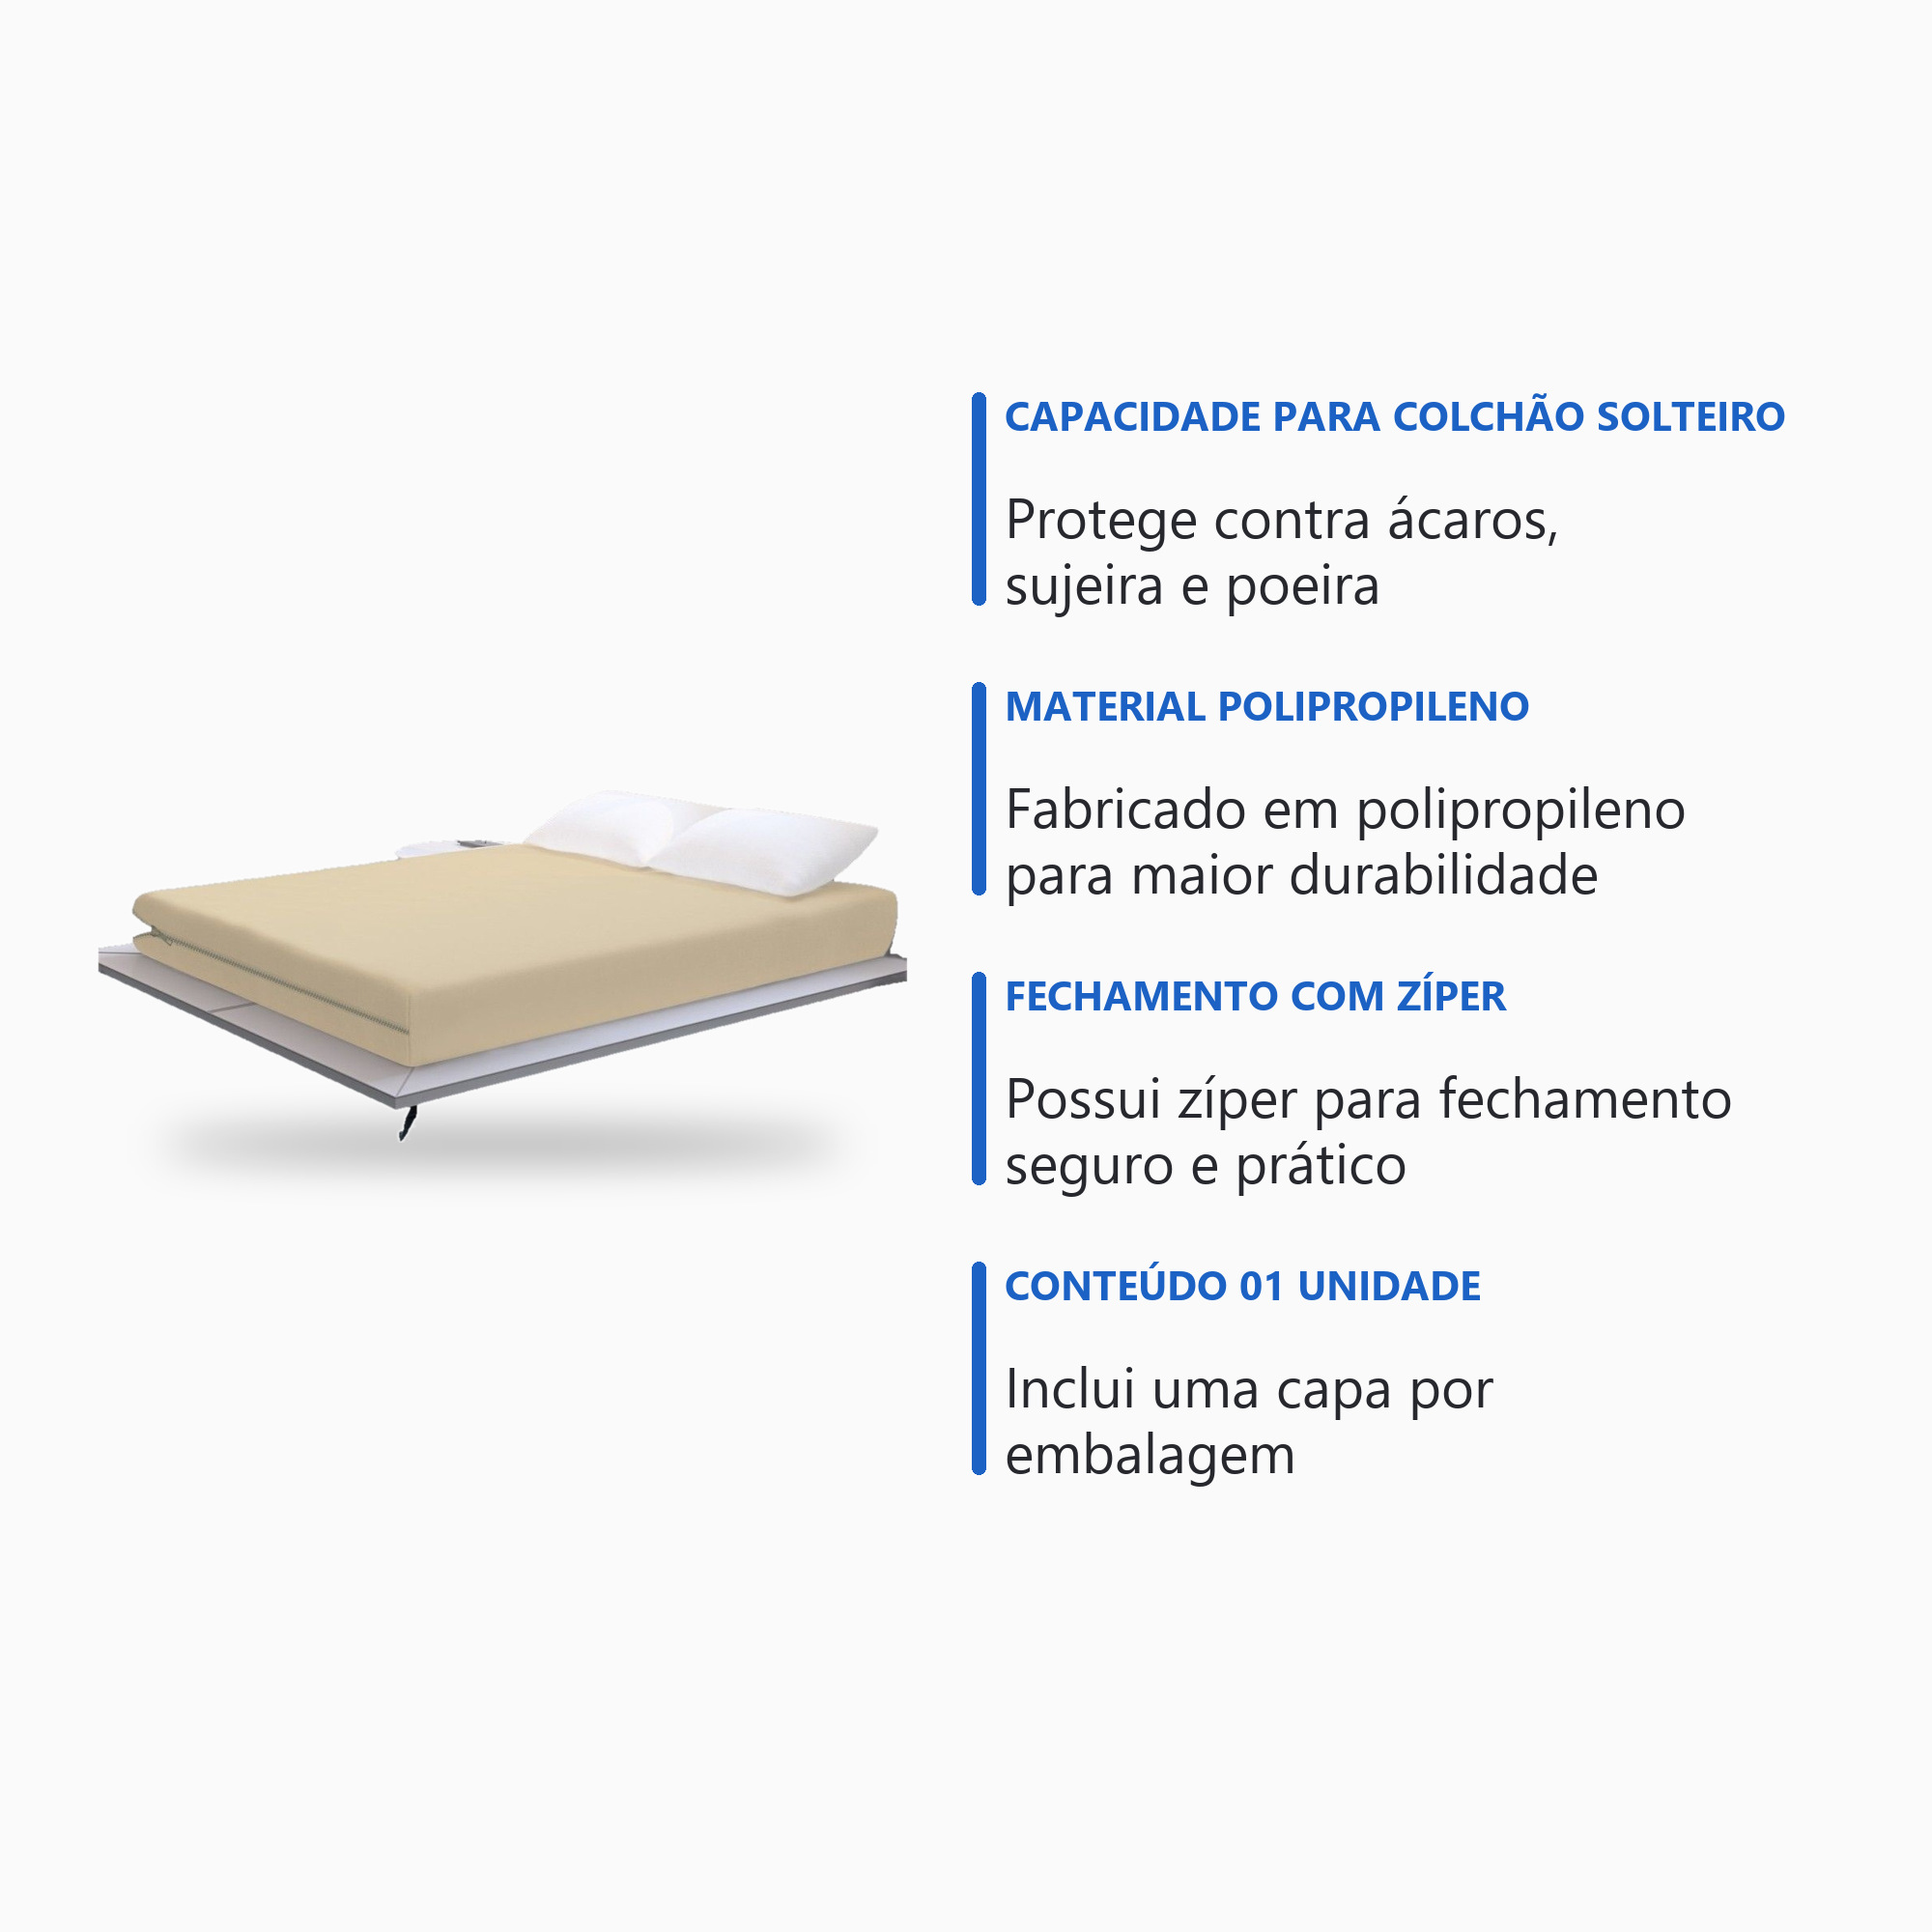 CAPACIDADE PARA COLCHÃO SOLTEIRO
Protege contra ácaros,
sujeira e poeira
MATERIAL POLIPROPILENO
Fabricado em polipropileno
para maior durabilidade
FECHAMENTO COM ZÍPER
Possui zíper para fechamento
seguro e prático
CONTEÚDO 01 UNIDADE
Inclui uma capa por
embalagem